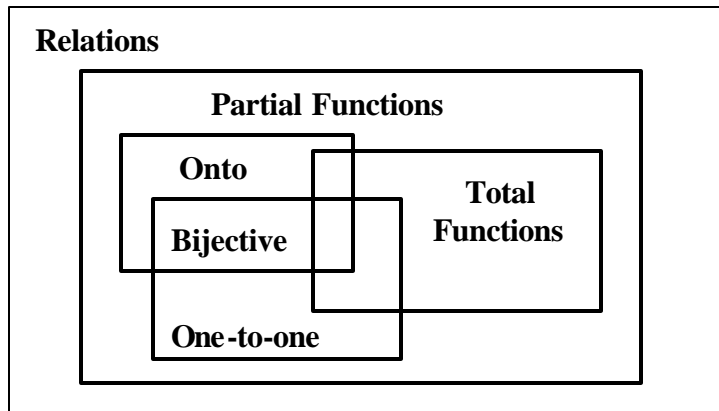 Relations
Partial Functions
Onto
Total
Functions
Bijective
One-to-one